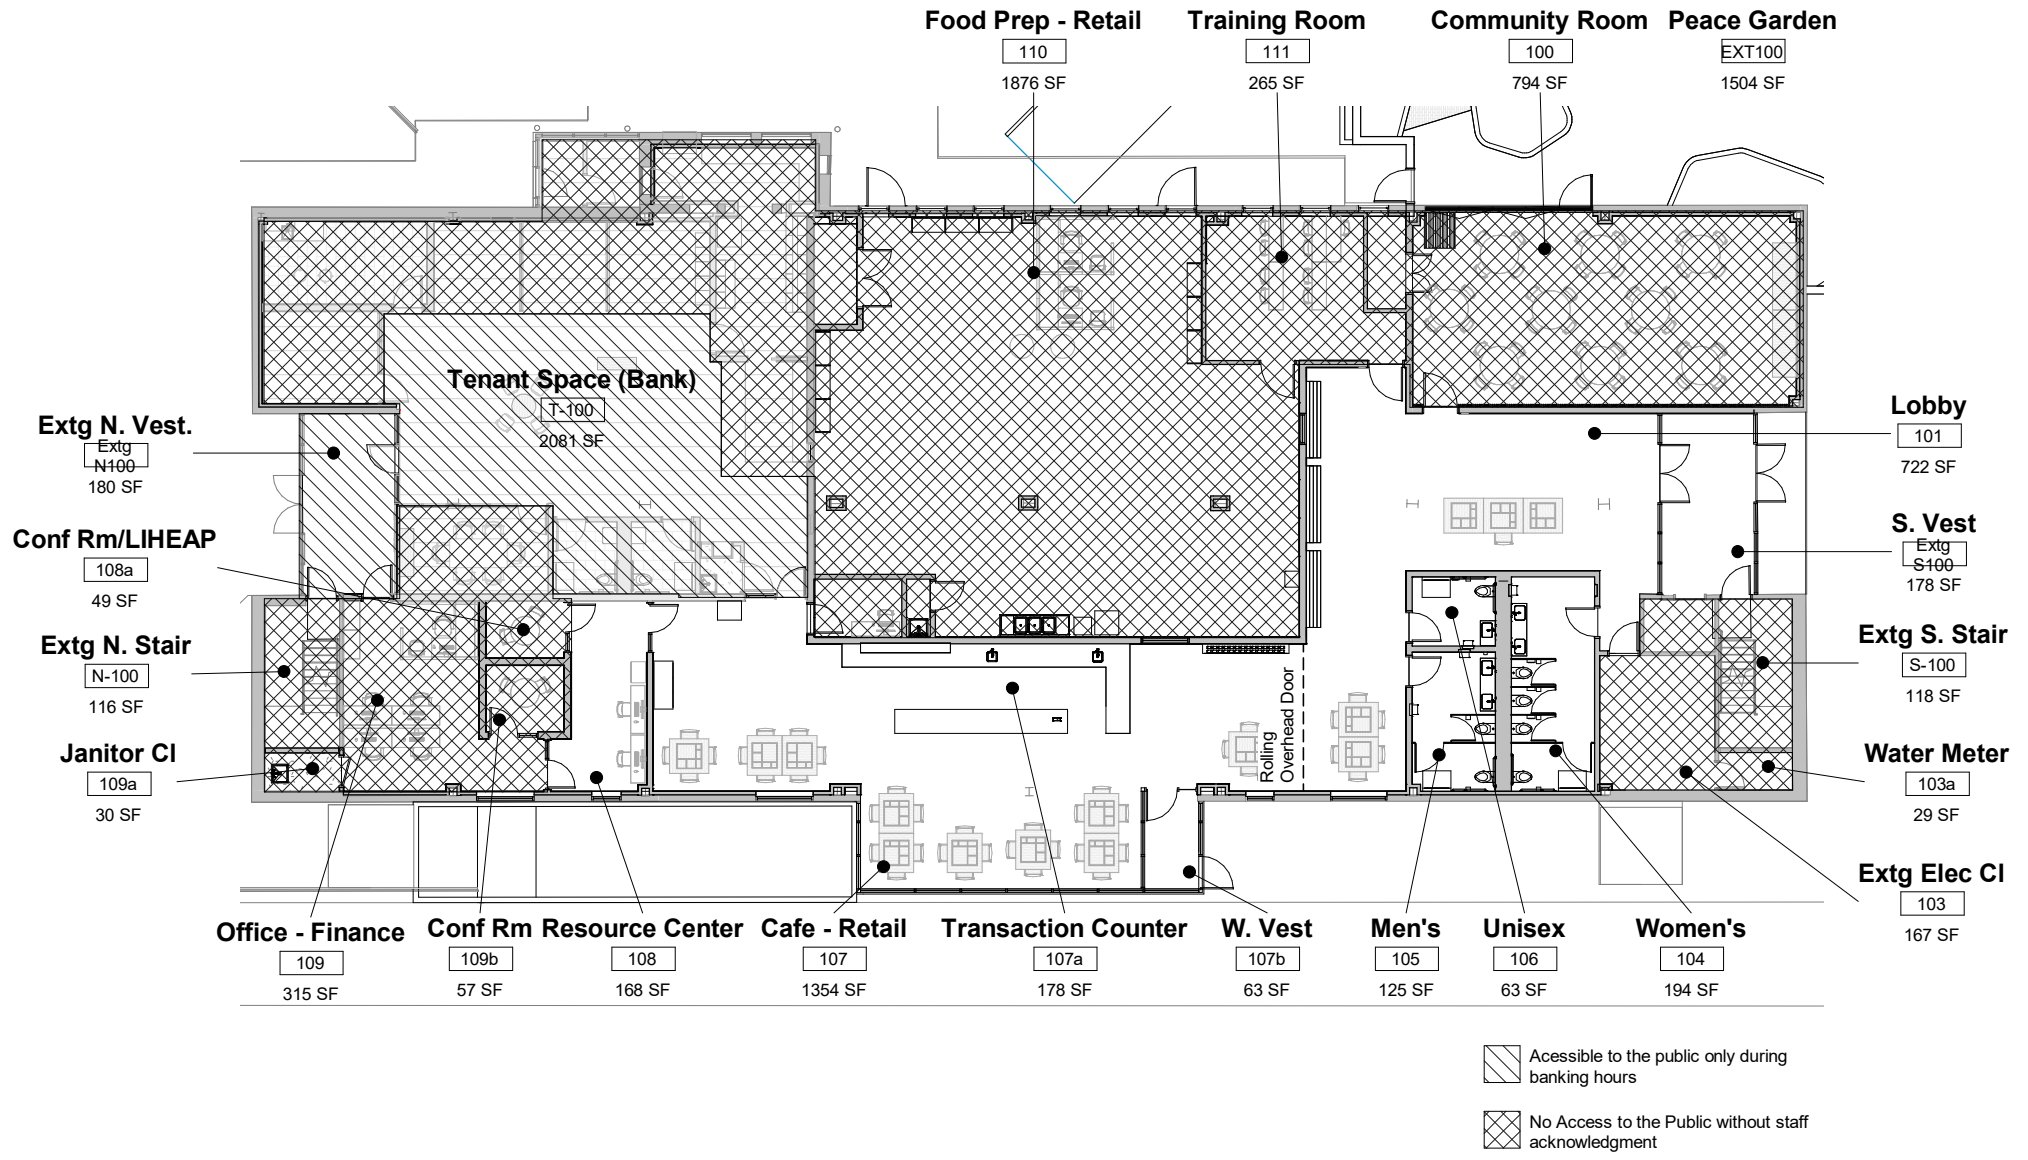 Food Prep - Retail
110
1876 SF
Training Room
111
265 SF
Community Room
100
794 SF
Peace Garden
EXT100
1504 SF
Tenant Space (Bank)
T-100
2081 SF
Extg N. Vest.
Extg
N100
180 SF
Conf Rm/LIHEAP
108a
49 SF
Extg N. Stair
N-100
116 SF
Janitor Cl
109a
30 SF
Lobby
101
722 SF
S. Vest
Extg
S100
178 SF
Extg S. Stair
S-100
118 SF
Water Meter
103a
29 SF
Extg Elec Cl
103
167 SF
Rolling
Overhead Door
Office - Finance
109
315 SF
Conf Rm
109b
57 SF
Resource Center
108
168 SF
Cafe - Retail
107
1354 SF
Transaction Counter
107a
178 SF
W. Vest
107b
63 SF
Men's
105
125 SF
Unisex
106
63 SF
Women's
104
194 SF
Acessible to the public only during
banking hours
No Access to the Public without staff
acknowledgment